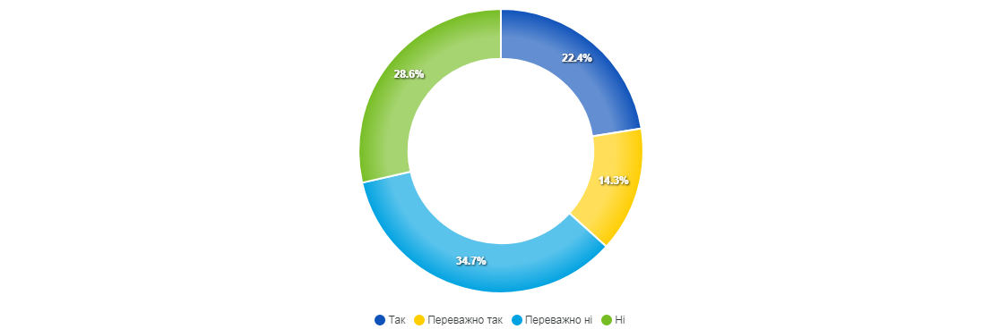 22.4%
28.6%
14.3%
34.7%
Так Переважно так Переважно ні Ні